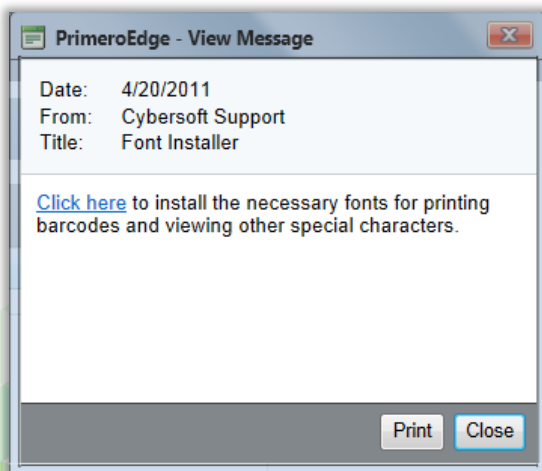 PrimeroEdge - View Message
Date: 4/20/2011
From: Cybersoft Support
Title: Font Installer
Click here to install the necessary fonts for printing
barcodes and viewing other special characters.
Print Close